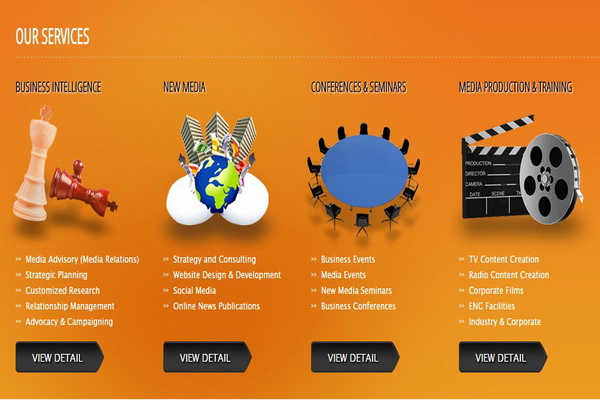 OUR SERVICES
BUSINESS INTELLIGENCE
NEW MEDIA
CONFERENCES & SEMINARS
MEDIA PRODUCTION & TRAINING
PRODUCTION
DIRECTOR
CAMERA
DATE SCENE TAKE
» Media Advisory (Media Relations)
» Strategic Planning
» Customized Research
» Relationship Management
» Advocacy & Campaigning
» Strategy and Consulting
» Website Design & Development
» Social Media
» Online News Publications
» Business Events
» Media Events
» New Media Seminars
» Business Conferences
» TV Content Creation
» Radio Content Creation
» Corporate Films
» ENG Facilities
» Industry & Corporate
VIEW DETAIL
VIEW DETAIL
VIEW DETAIL
VIEW DETAIL